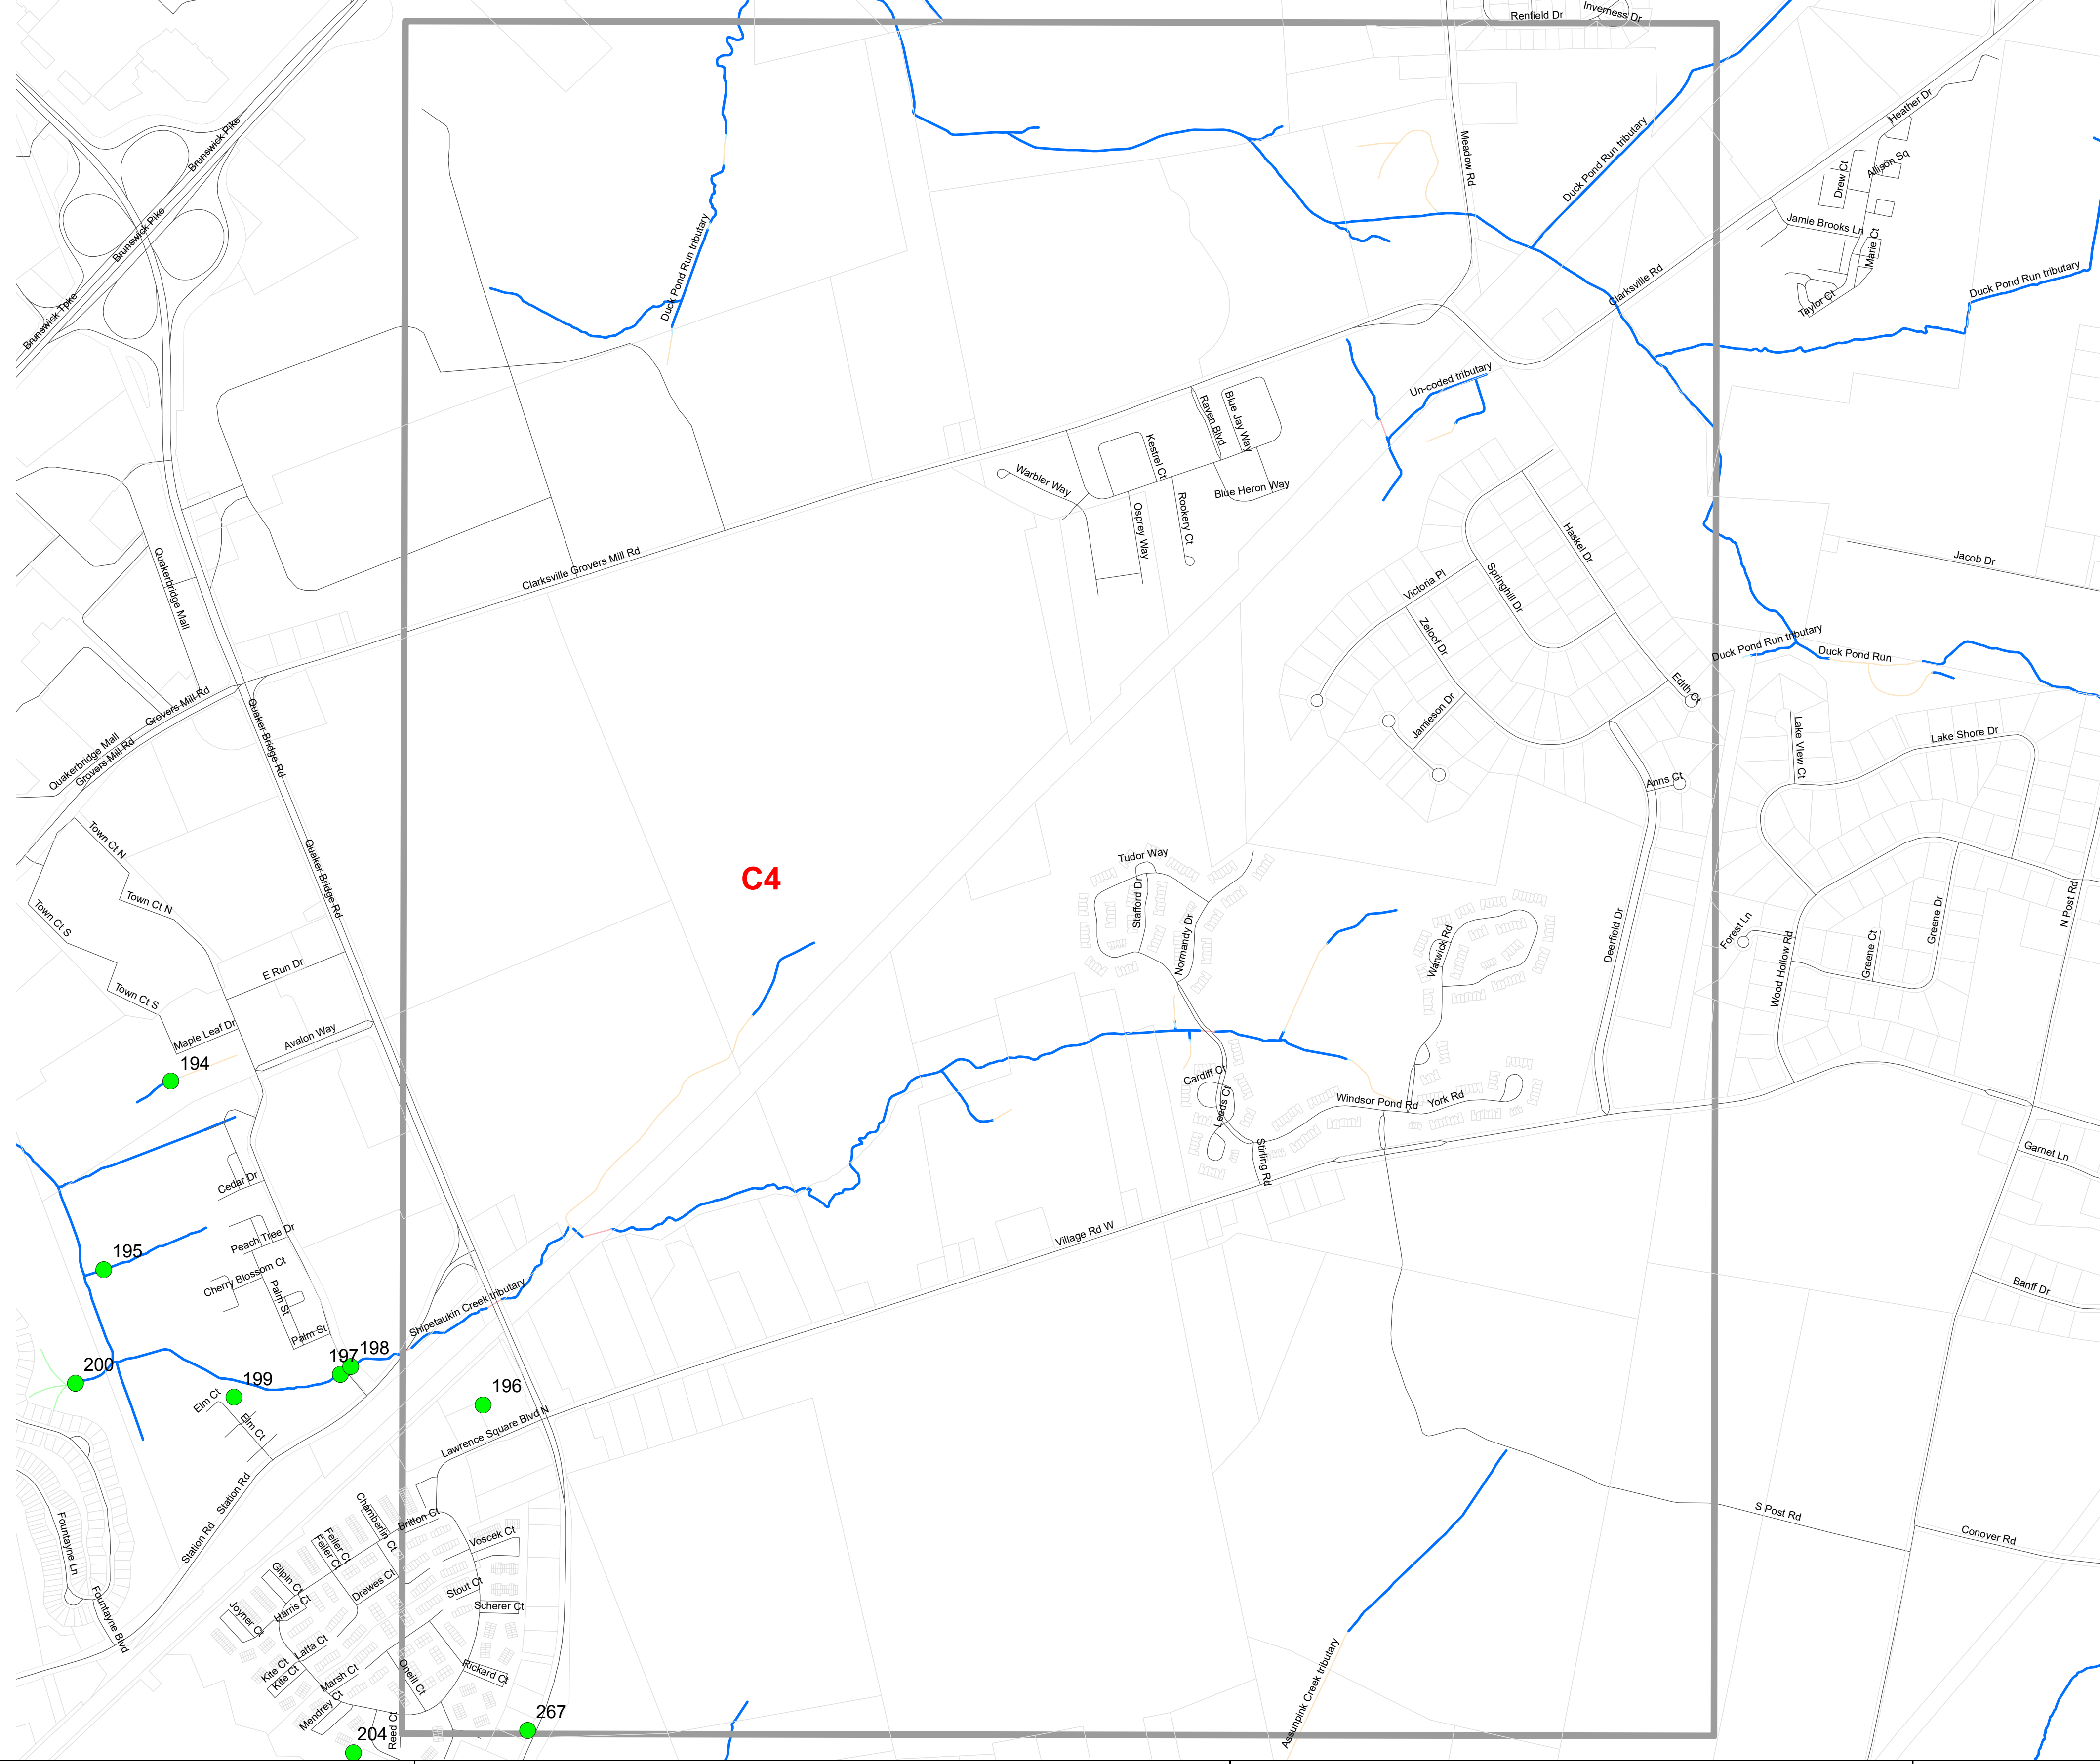 Renfield Dr
Inverness Dr
Heather Dr
Brunswick Pike
Meadow Rd
Duck Pond Run tributary
Allison Sq
Drew Ct
Brunswick Pike
Jamie Brooks Ln
Marie Ct
Duck Pond Run tributary
Clarksville Rd
Duck Pond Run tributary
Taylor Ct
Brunswick Tpke
Un-coded tributary
Raven Blvd
Blue Jay Way
Kestrel Ct
Warbler Way
Blue Heron Way
Rookery Ct
Osprey Way
Haskel Dr
Quakerbridge Mall
Clarksville Grovers Mill Rd
Jacob Dr
Victoria Pl
Springhill Dr
Zeloof Dr
Duck Pond Run tributary
Duck Pond Run
Edith Ct
Grovers Mill Rd
Quaker Bridge Rd
Jamieson Dr
Quakerbridge Mall
Grovers Mill Rd
Lake View Ct
Lake Shore Dr
Anns Ct
Town Ct N
Tudor Way
Quaker Bridge Rd
C4
Town Ct N
Stafford Dr
Town Ct S
Normandy Dr
Warwick Rd
Deerfield Dr
Forest Ln
Greene Dr
N Post Rd
Greene Ct
Wood Hollow Rd
E Run Dr
Town Ct S
Maple Leaf Dr
Avalon Way
194
Cardiff Ct
Leeds Ct
Windsor Pond Rd
York Rd
Stirling Rd
Garnet Ln
Cedar Dr
Peach Tree Dr
195
Village Rd W
Cherry Blossom Ct
Palm St
Banff Dr
Shipetaukin Creek tributary
Palm St
197
198
200
199
196
Elm Ct
Elm Ct
Lawrence Square Blvd N
Station Rd
S Post Rd
Chamberlin Ct
Britton Ct
Fountayne Ln
Station Rd
Feiler Ct
Feiler Ct
Voscek Ct
Conover Rd
Gilpin Ct
Drewes Ct
Stout Ct
Harris Ct
Scherer Ct
Joyner Ct
Fountayne Blvd
Latta Ct
Kite Ct
Kite Ct
Marsh Ct
Oneill Ct
Rickard Ct
Mendrey Ct
Assunpink Creek tributary
267
204
Reed Ct